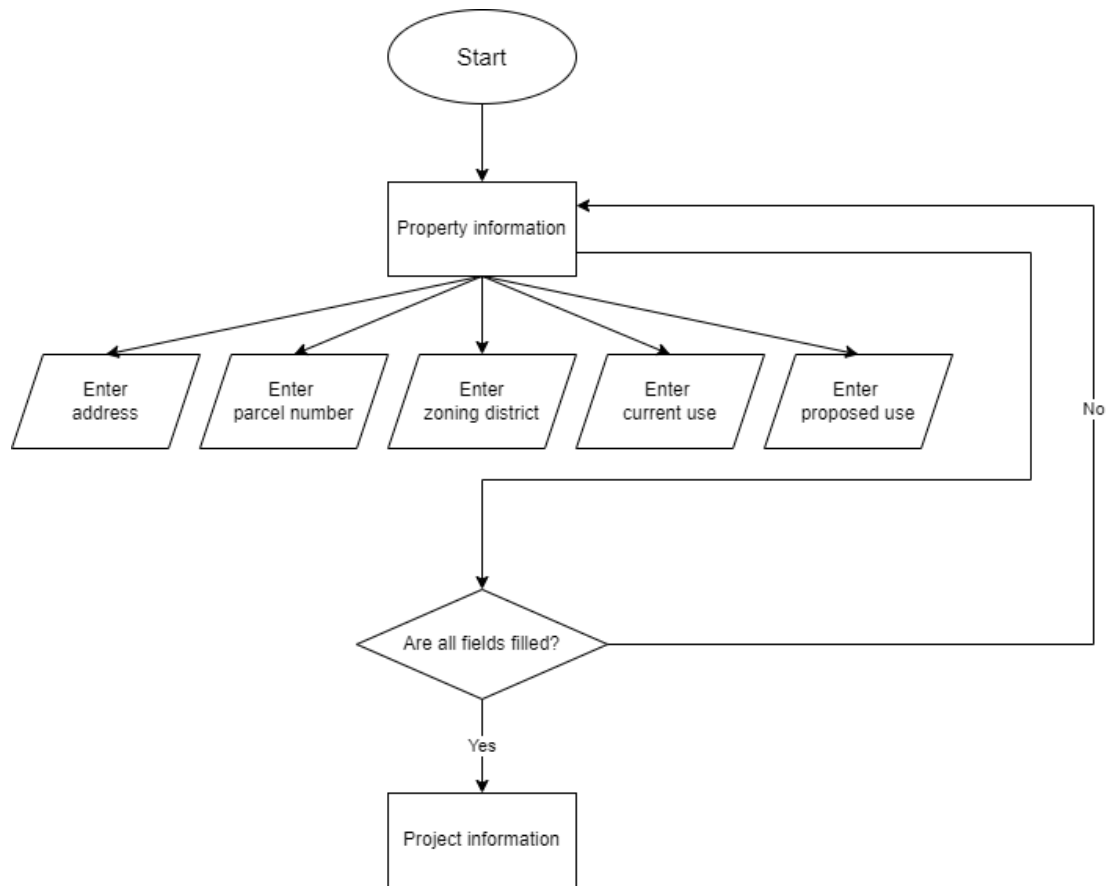 Start
Property information
Enter
address
Enter
parcel number
Enter
zoning district
Enter
current use
Enter
proposed use
No
Are all fields filled?
Yes
Project information